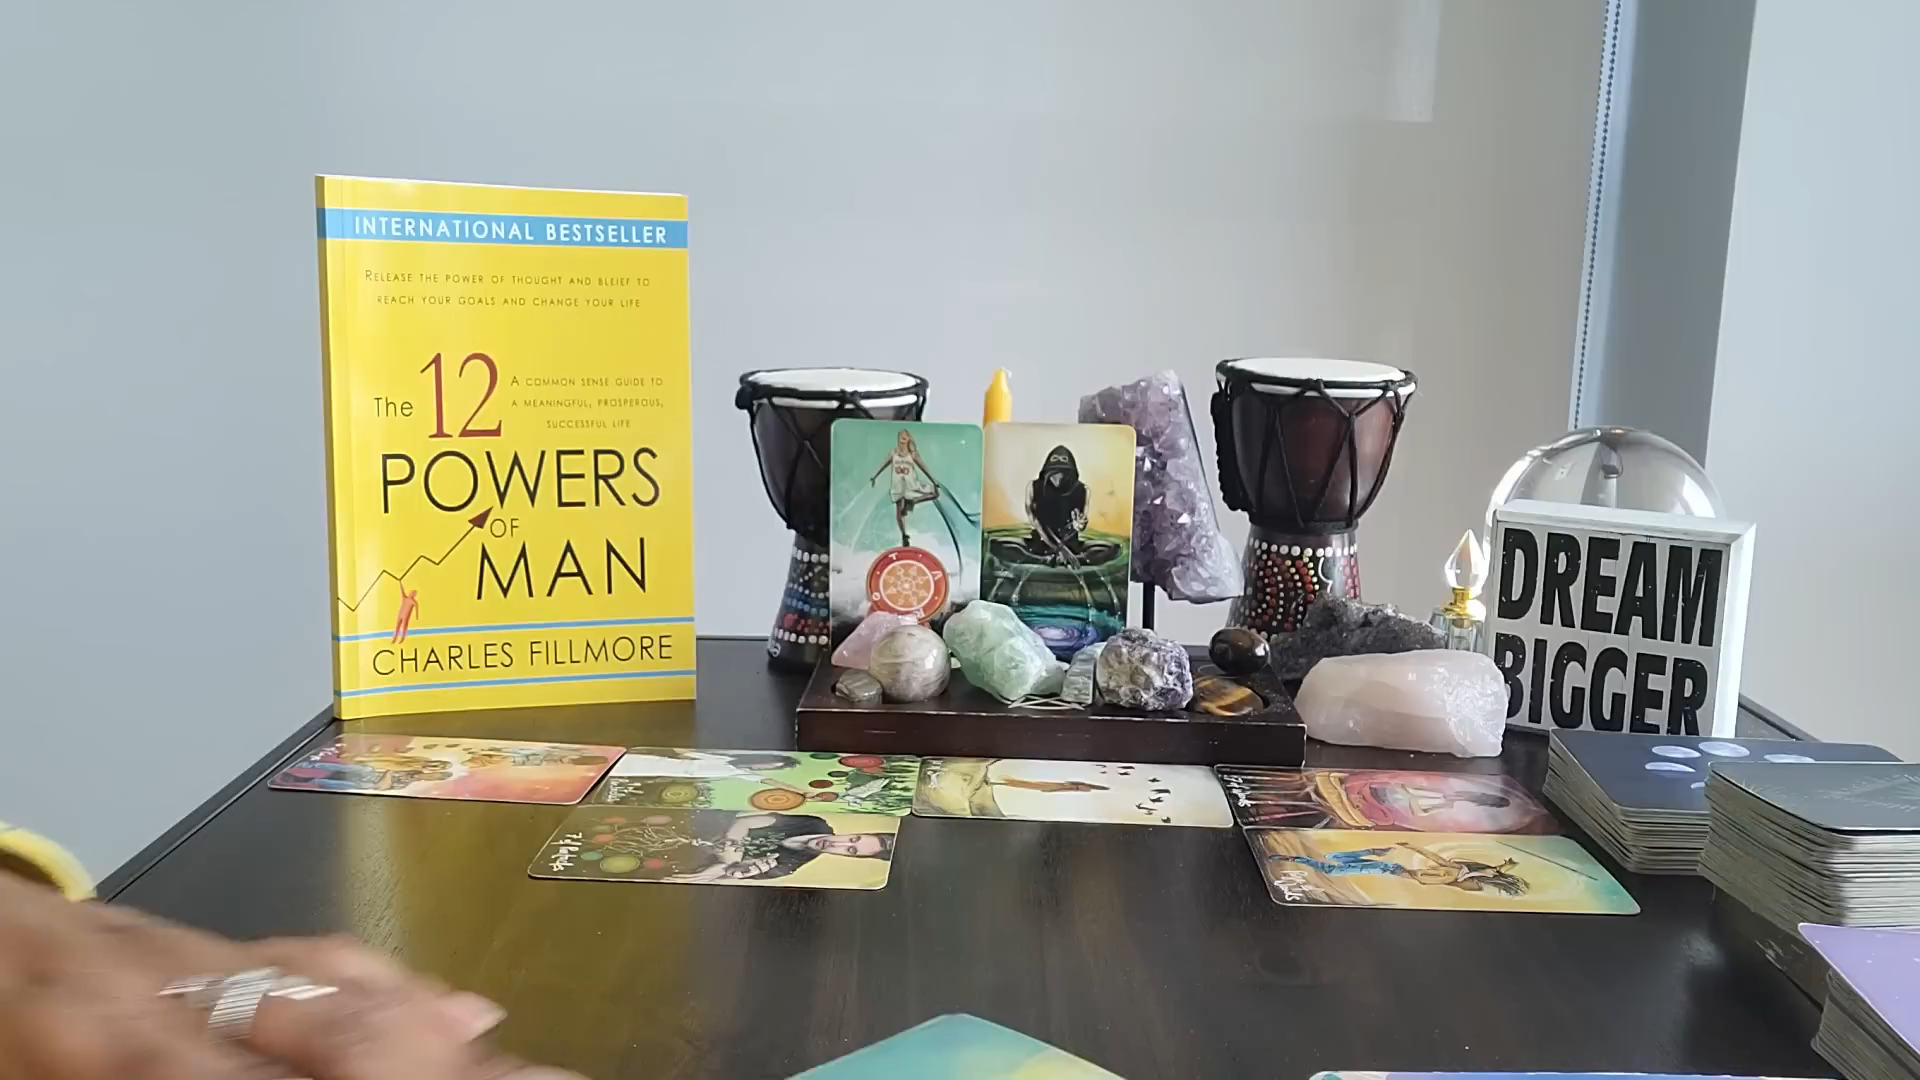 INTERNATIONAL BESTSELLER
RELEASE THE POWER OF THOUGHT AND BLEIEF TO
REACH YOUR GOALS AND CHANGE YOUR LIFE
The 12
A COMMON SENSE GUIDE TO
A MEANINGFUL, PROSPEROUS,
SUCCESSFUL LIFE
POWERS
OF
MAN
CHARLES FILLMORE
DREAM
BIGGER